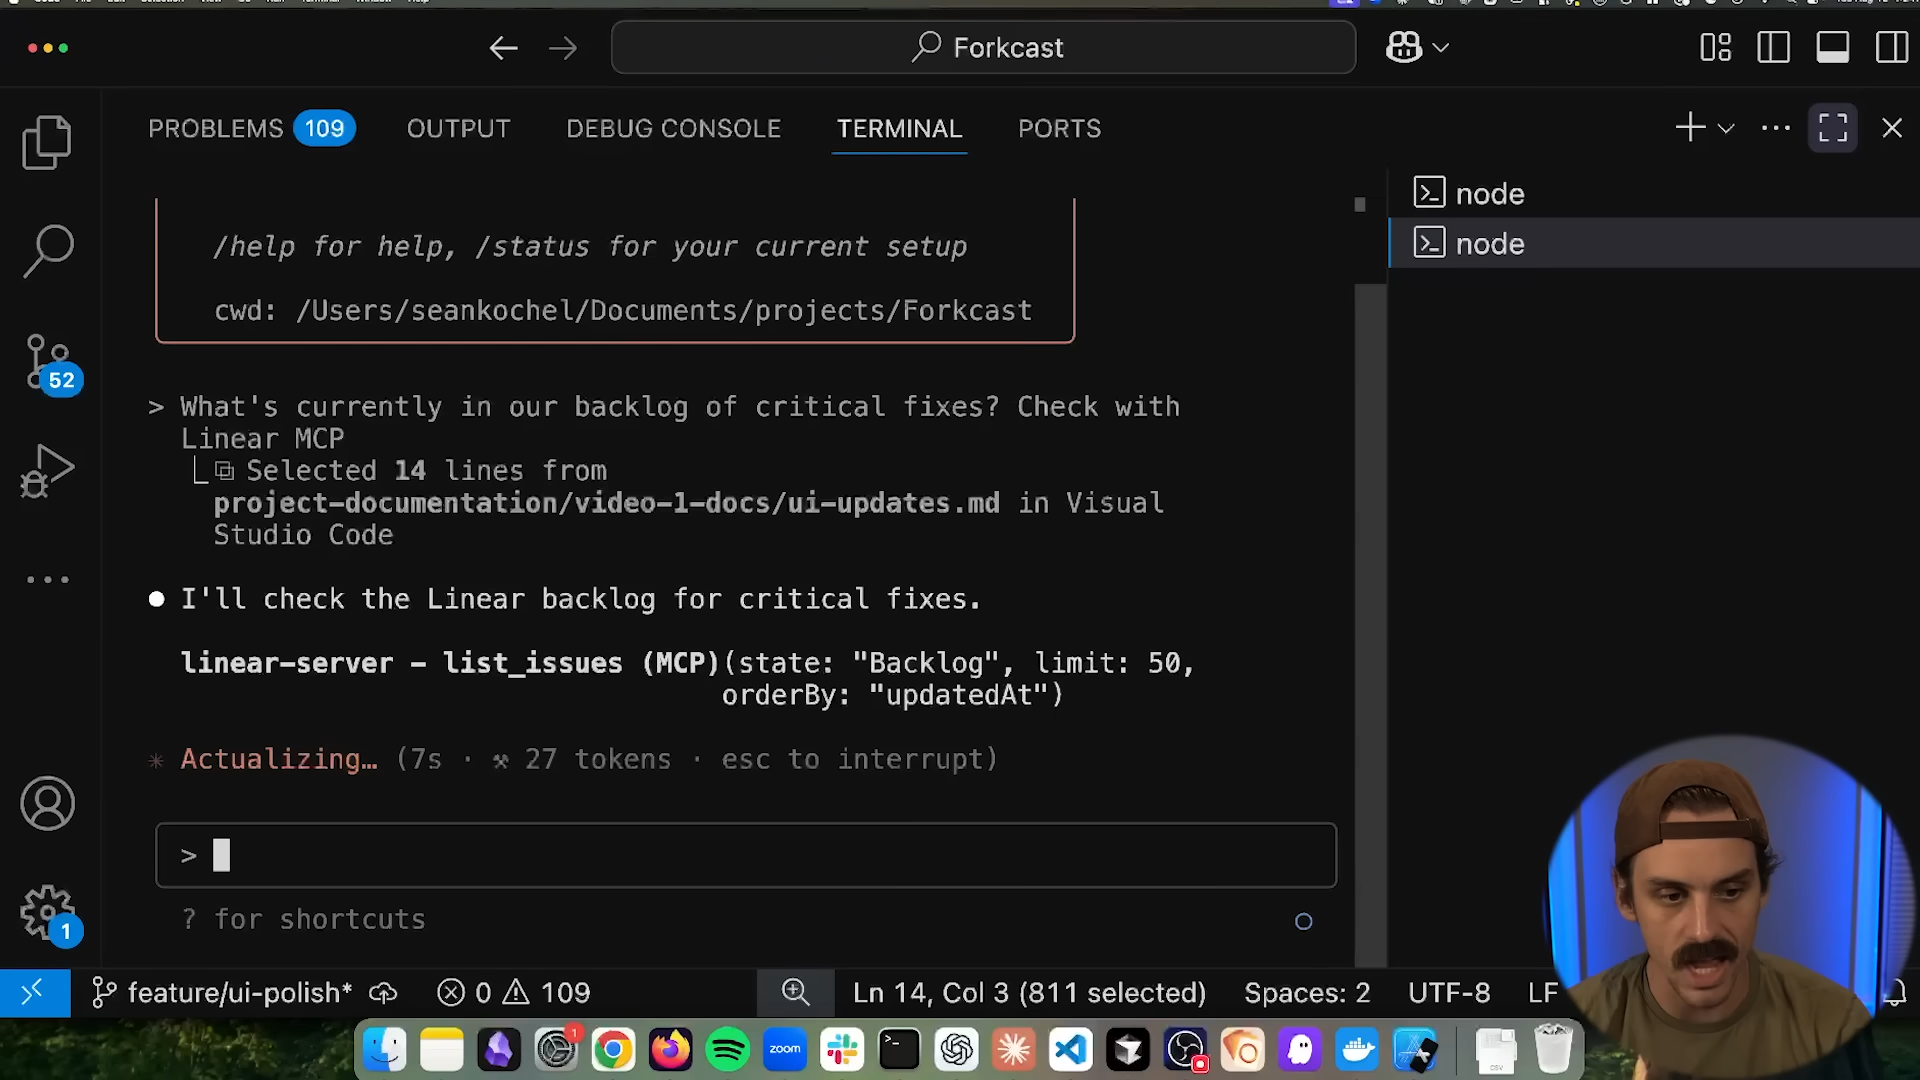 Forkcast
PROBLEMS 109 OUTPUT DEBUG CONSOLE TERMINAL PORTS
/help for help, /status for your current setup
cwd: /Users/seankochel/Documents/projects/Forkcast
> What's currently in our backlog of critical fixes? Check with
Linear MCP
Selected 14 lines from
project-documentation/video-1-docs/ui-updates.md in Visual
Studio Code
I'll check the Linear backlog for critical fixes.
linear-server - list_issues (MCP)(state: "Backlog", limit: 50,
orderBy: "updatedAt")
Actualizing… (7s · ⚒ 27 tokens · esc to interrupt)
>
? for shortcuts
node
node
52
1
feature/ui-polish* 0 109 Ln 14, Col 3 (811 selected) Spaces: 2 UTF-8 LF
1
zoom
CSV